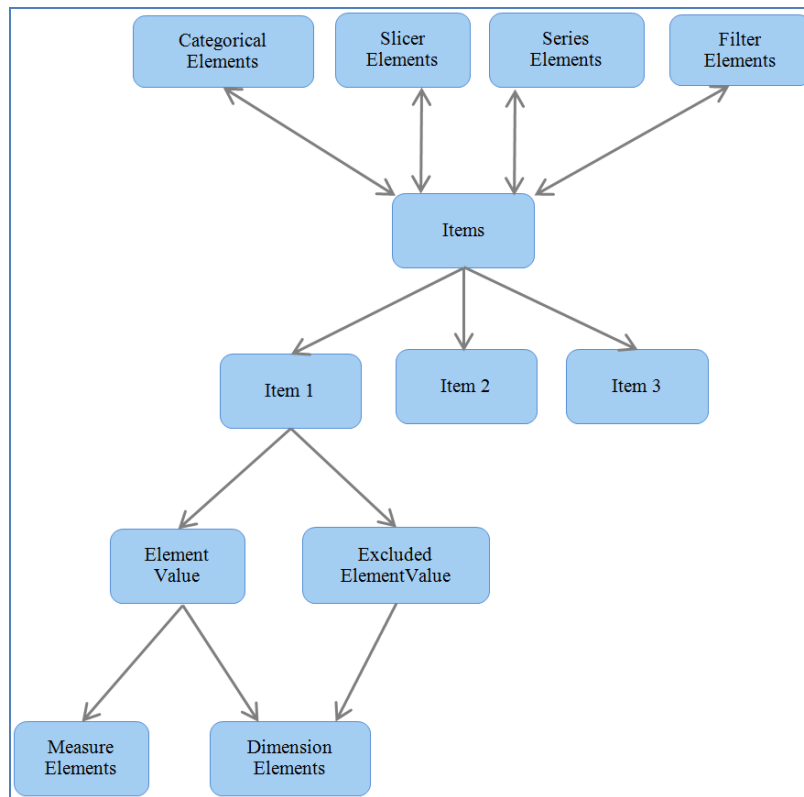 Categorical
Elements
Slicer
Elements
Series
Elements
Filter
Elements
Items
Item 1
Item 2
Item 3
Element
Value
Excluded
ElementValue
Measure
Elements
Dimension
Elements